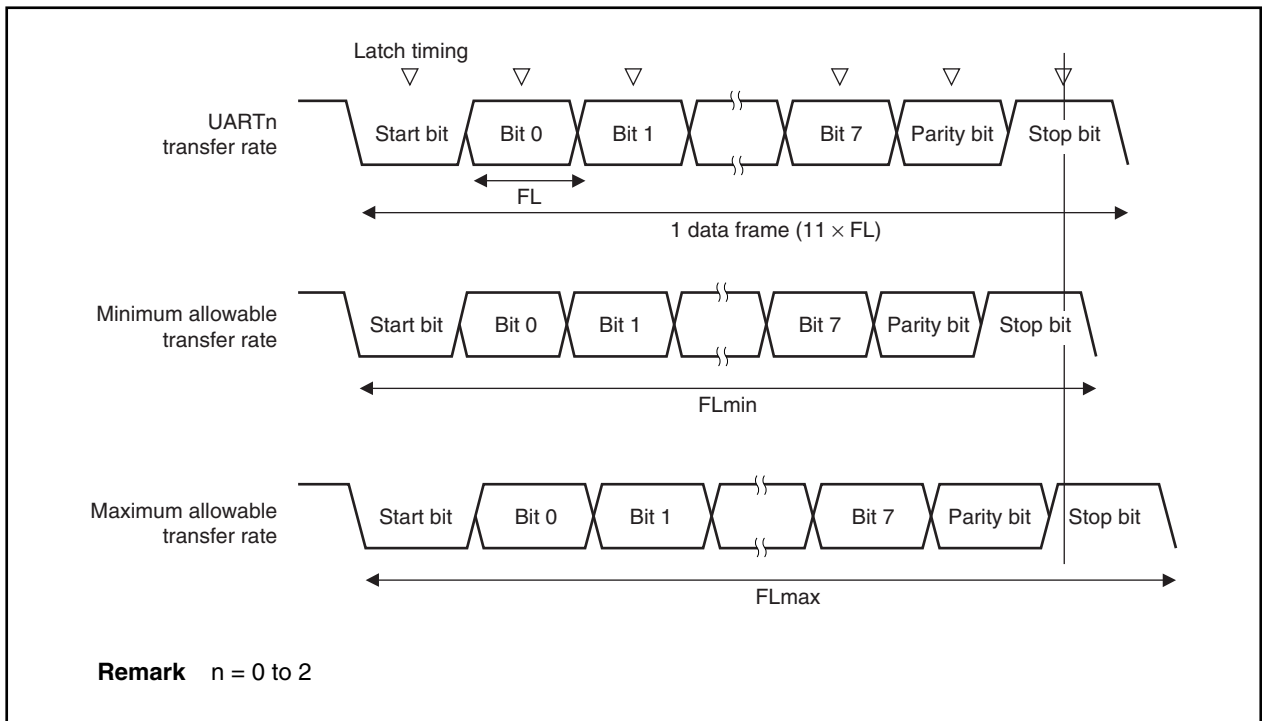 Latch timing
UARTn
transfer rate
Start bit Bit 0 Bit 1 Bit 7 Parity bit Stop bit
FL
1 data frame (11 × FL)
Minimum allowable
transfer rate
Start bit Bit 0 Bit 1 Bit 7 Parity bit Stop bit
FLmin
Maximum allowable
transfer rate
Start bit Bit 0 Bit 1 Bit 7 Parity bit Stop bit
FLmax
Remark n = 0 to 2